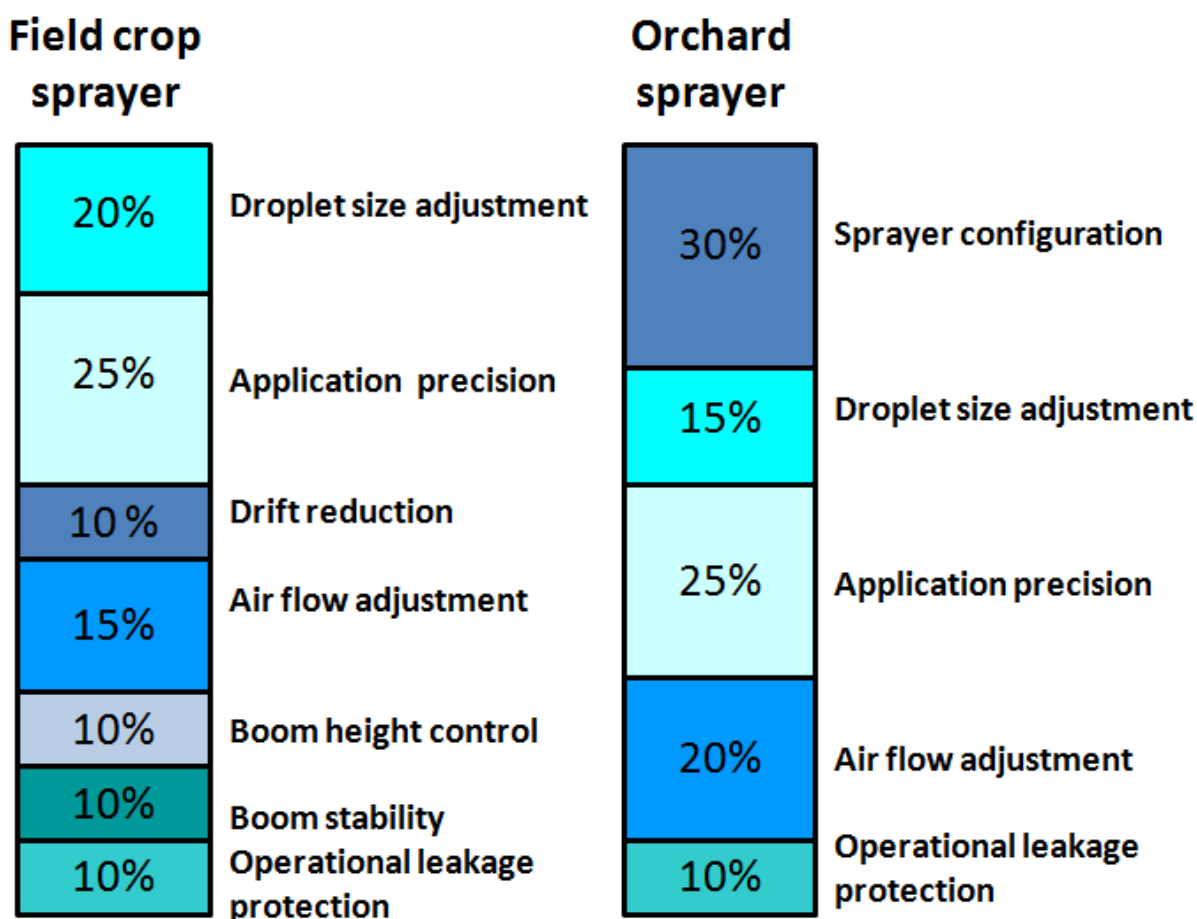 Field crop
sprayer
20%
Droplet size adjustment
25%
Application precision
10 %
Drift reduction
15%
Air flow adjustment
10%
Boom height control
10%
Boom stability
10%
Operational leakage
protection
Orchard
sprayer
30%
Sprayer configuration
15%
Droplet size adjustment
25%
Application precision
20%
Air flow adjustment
10%
Operational leakage
protection